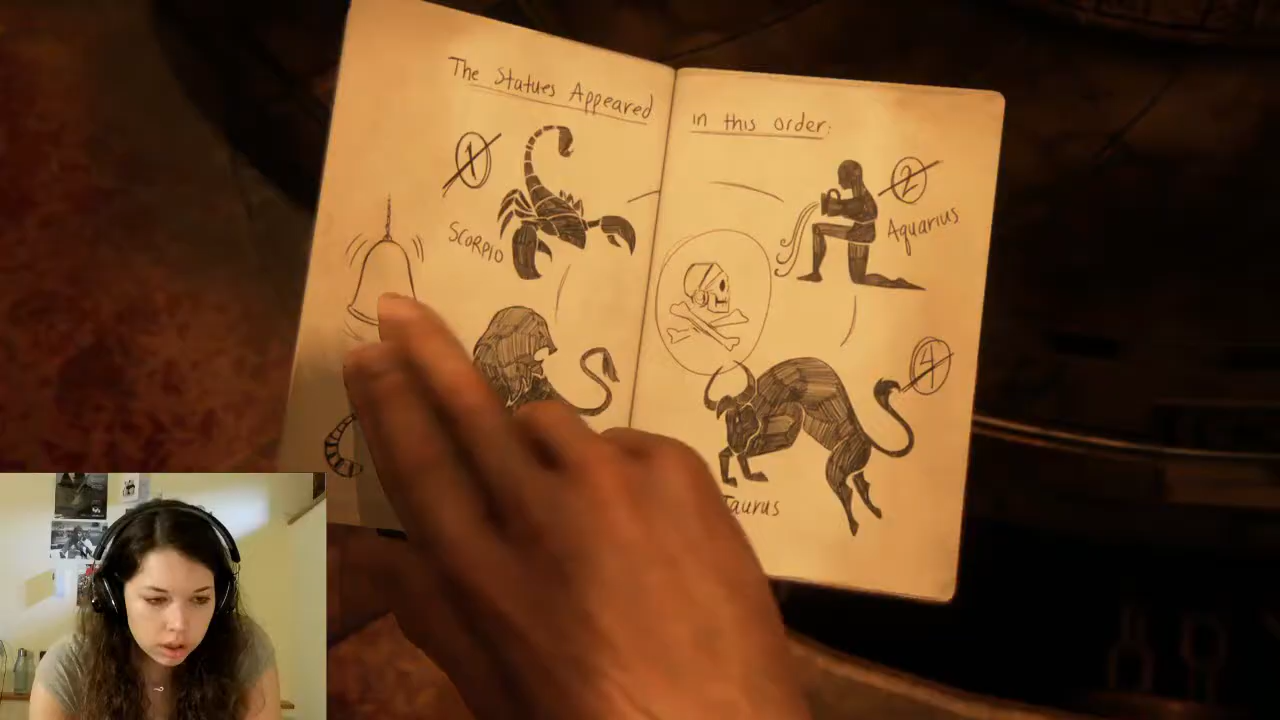 The Statues Appeared
in this order:
1
SCORPIO
2
Aquarius
4
Taurus